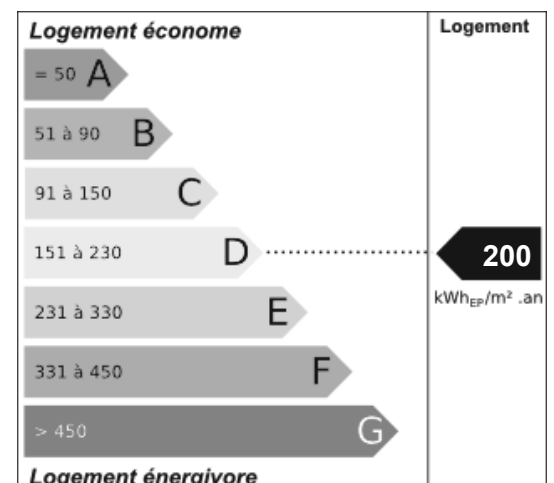 Logement économe
Logement
= 50 A
51 à 90 B
91 à 150 C
151 à 230 D
200
kWhEP/m² .an
231 à 330 E
331 à 450 F
> 450 G
Logement énergivore